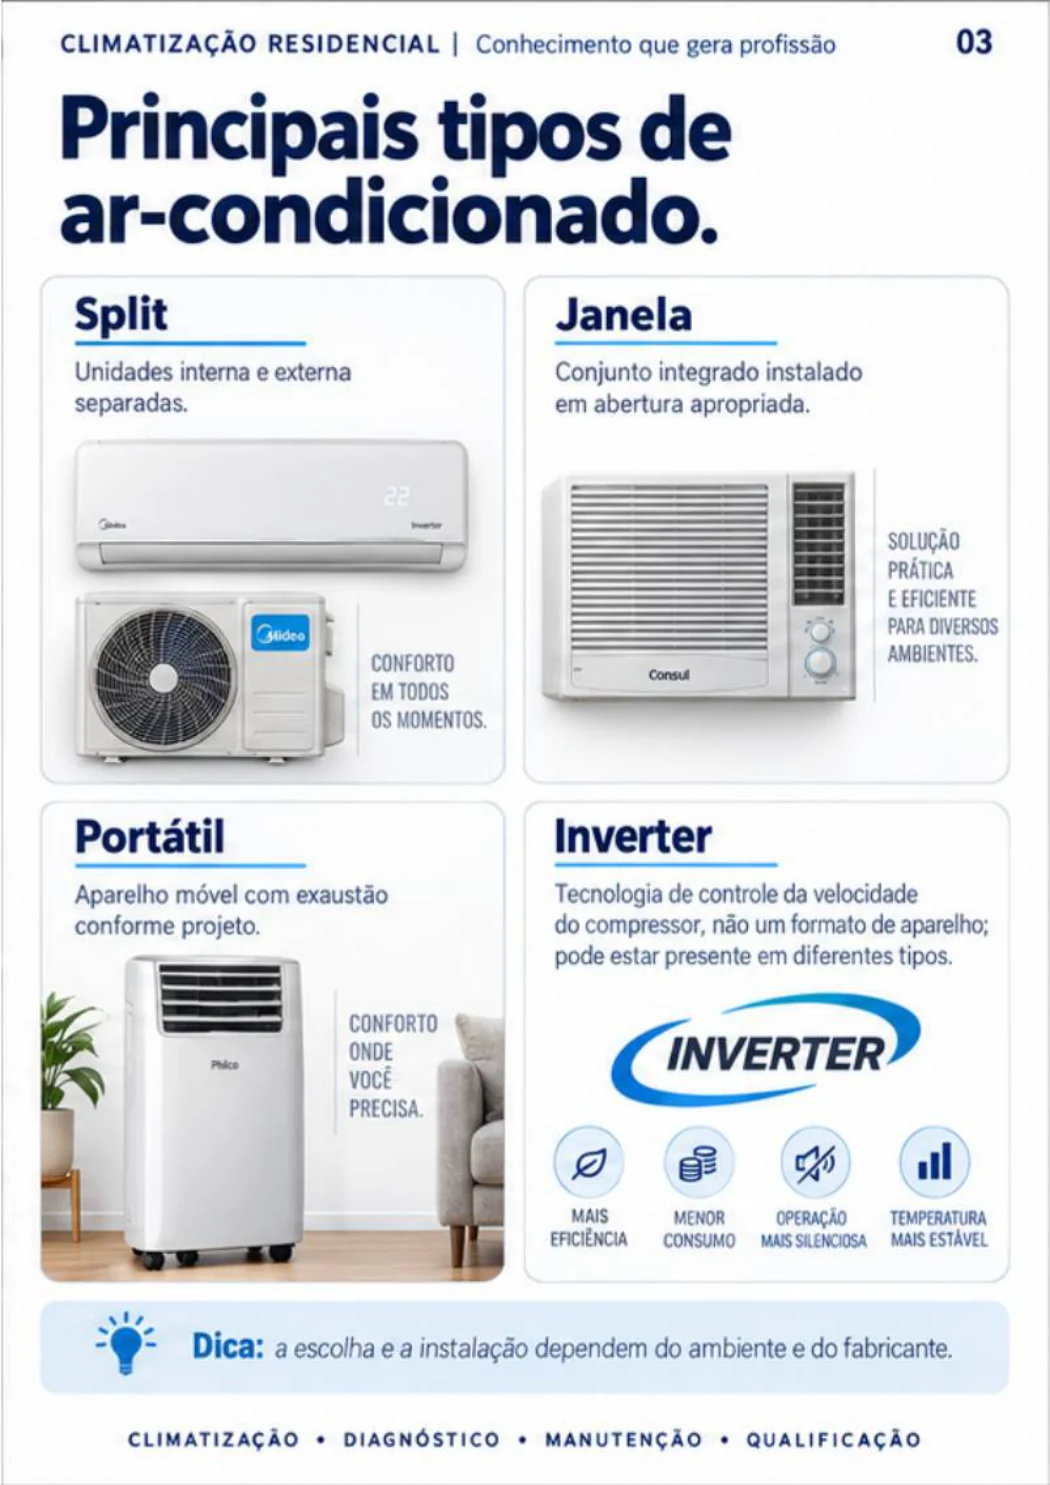 CLIMATIZAÇÃO RESIDENCIAL | Conhecimento que gera profissão
03
Principais tipos de
ar-condicionado.
Split
Unidades interna e externa
separadas.
22
Midea
Inverter
Midea
CONFORTO
EM TODOS
OS MOMENTOS.
Janela
Conjunto integrado instalado
em abertura apropriada.
Consul
SOLUÇÃO
PRÁTICA
E EFICIENTE
PARA DIVERSOS
AMBIENTES.
Portátil
Aparelho móvel com exaustão
conforme projeto.
Philco
CONFORTO
ONDE
VOCÊ
PRECISA.
Inverter
Tecnologia de controle da velocidade
do compressor, não um formato de aparelho;
pode estar presente em diferentes tipos.
INVERTER
MAIS
EFICIÊNCIA
MENOR
CONSUMO
OPERAÇÃO
MAIS SILENCIOSA
TEMPERATURA
MAIS ESTÁVEL
Dica: a escolha e a instalação dependem do ambiente e do fabricante.
CLIMATIZAÇÃO • DIAGNÓSTICO • MANUTENÇÃO • QUALIFICAÇÃO